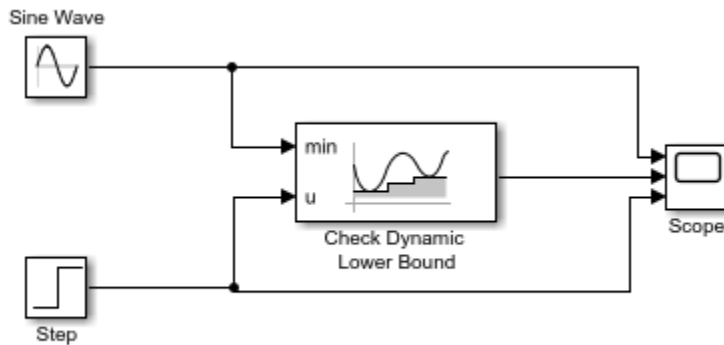 Sine Wave
min
u
Check Dynamic
Lower Bound
Scope
Step